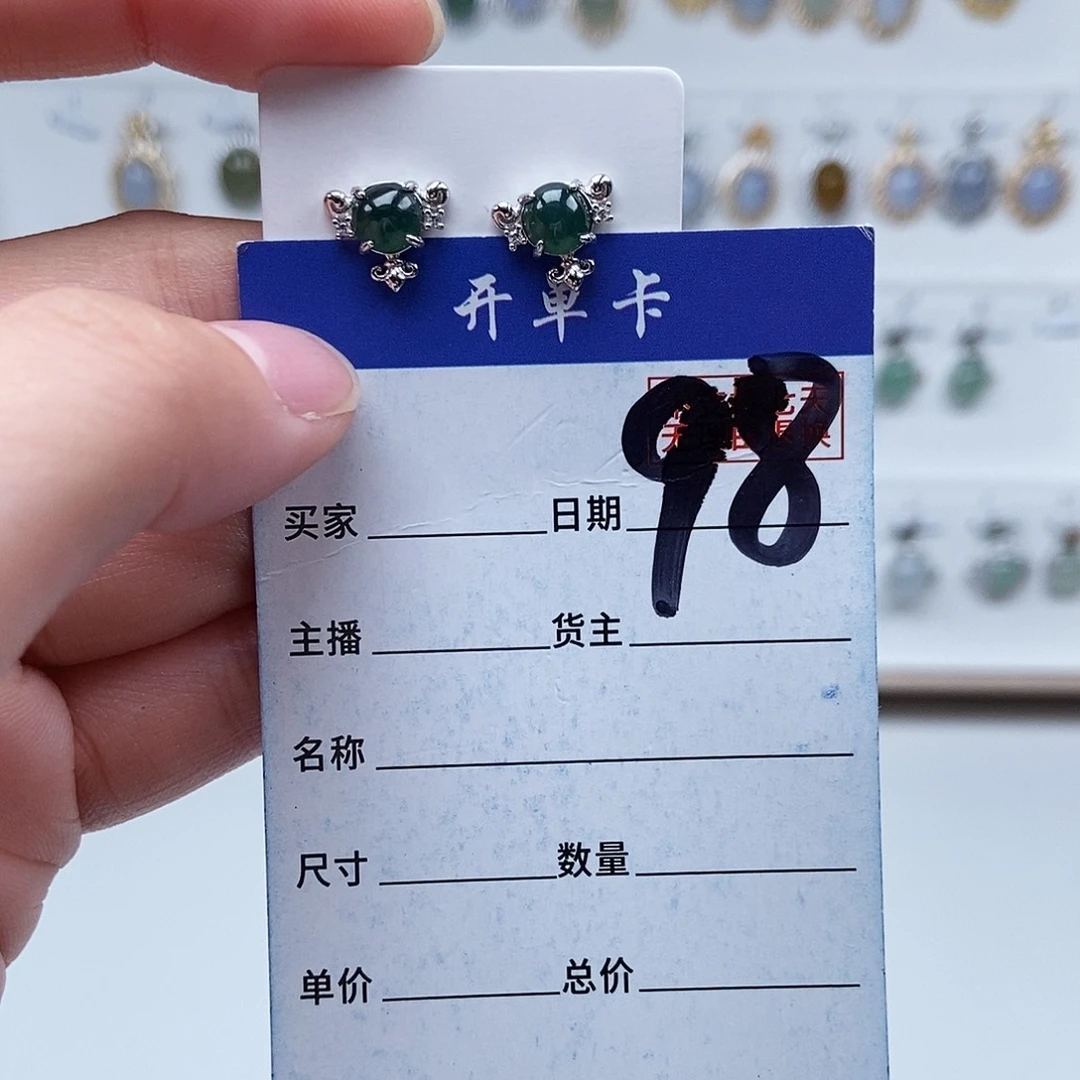 开单卡
98
买家 日期
主播 货主
名称
尺寸 数量
单价 总价